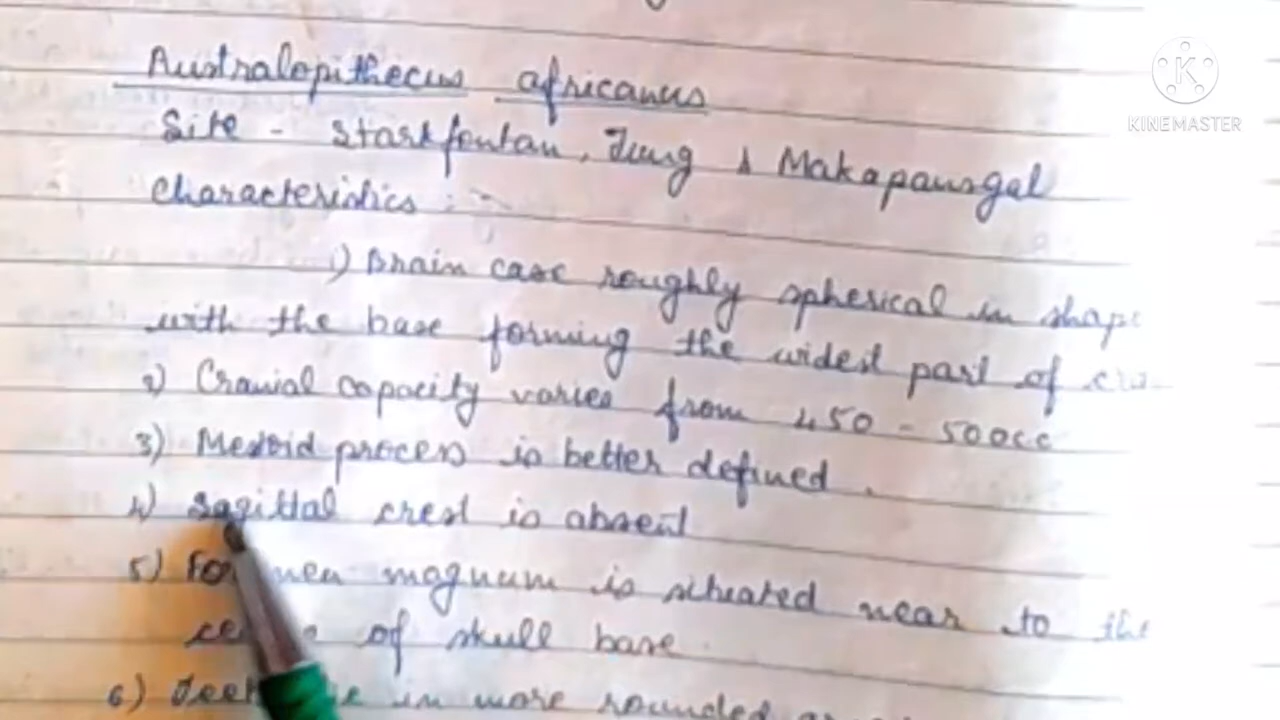 Australopithecus africanus
Site - Starkfontan, Tung & Makapansgal
Characteristics :-
1) Brain case roughly spherical in shape
with the base forming the widest part of
2) Cranial capacity varies from 450 - 500cc
3) Mestoid process is better defined.
4) Sagittal crest is absent
5) magnum is situated near to the
of skull base.
6) in more rounded
KINEMASTER